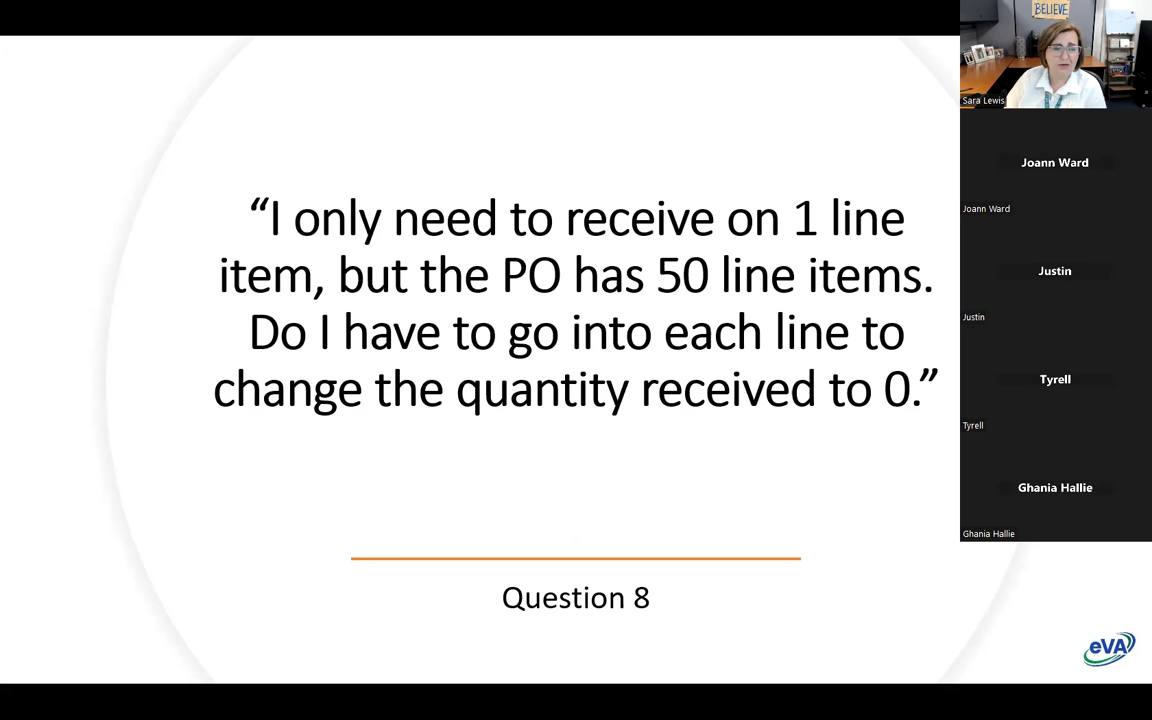 “I only need to receive on 1 line
item, but the PO has 50 line items.
Do I have to go into each line to
change the quantity received to 0.”
Question 8
eVA
BELIEVE
Sara Lewis
Joann Ward
Joann Ward
Justin
Justin
Tyrell
Tyrell
Ghania Hallie
Ghania Hallie